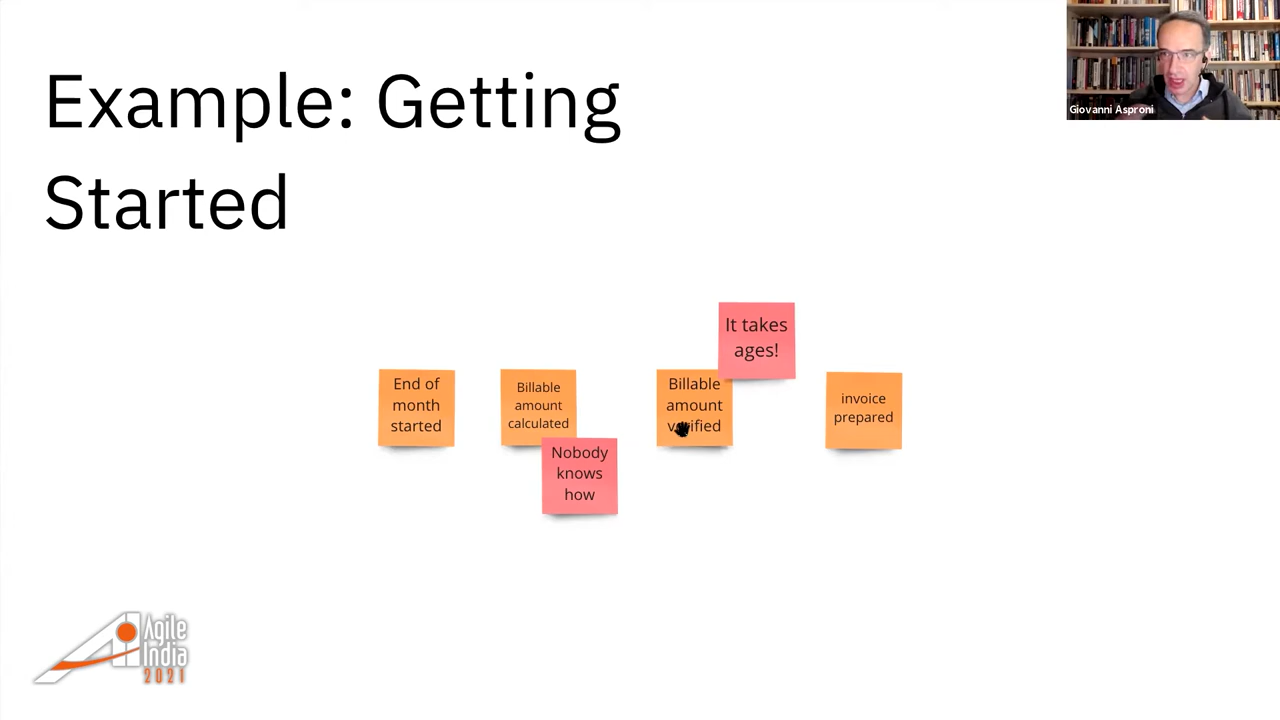 Example: Getting
Started
Giovanni Asproni
It takes
ages!
End of
month
started
Billable
amount
calculated
Nobody
knows
how
Billable
amount
verified
invoice
prepared
Agile
India
2021